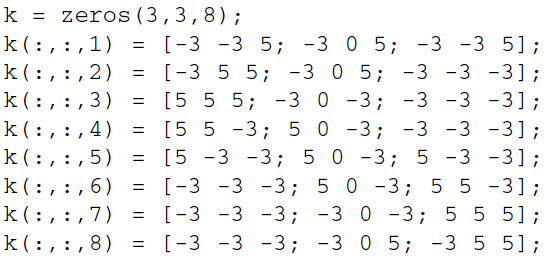 k = zeros(3,3,8);
k(:,:,1) = [-3 -3 5; -3 0 5; -3 -3 5];
k(:,:,2) = [-3 5 5; -3 0 5; -3 -3 -3];
k(:,:,3) = [5 5 5; -3 0 -3; -3 -3 -3];
k(:,:,4) = [5 5 -3; 5 0 -3; -3 -3 -3];
k(:,:,5) = [5 -3 -3; 5 0 -3; 5 -3 -3];
k(:,:,6) = [-3 -3 -3; 5 0 -3; 5 5 -3];
k(:,:,7) = [-3 -3 -3; -3 0 -3; 5 5 5];
k(:,:,8) = [-3 -3 -3; -3 0 5; -3 5 5];